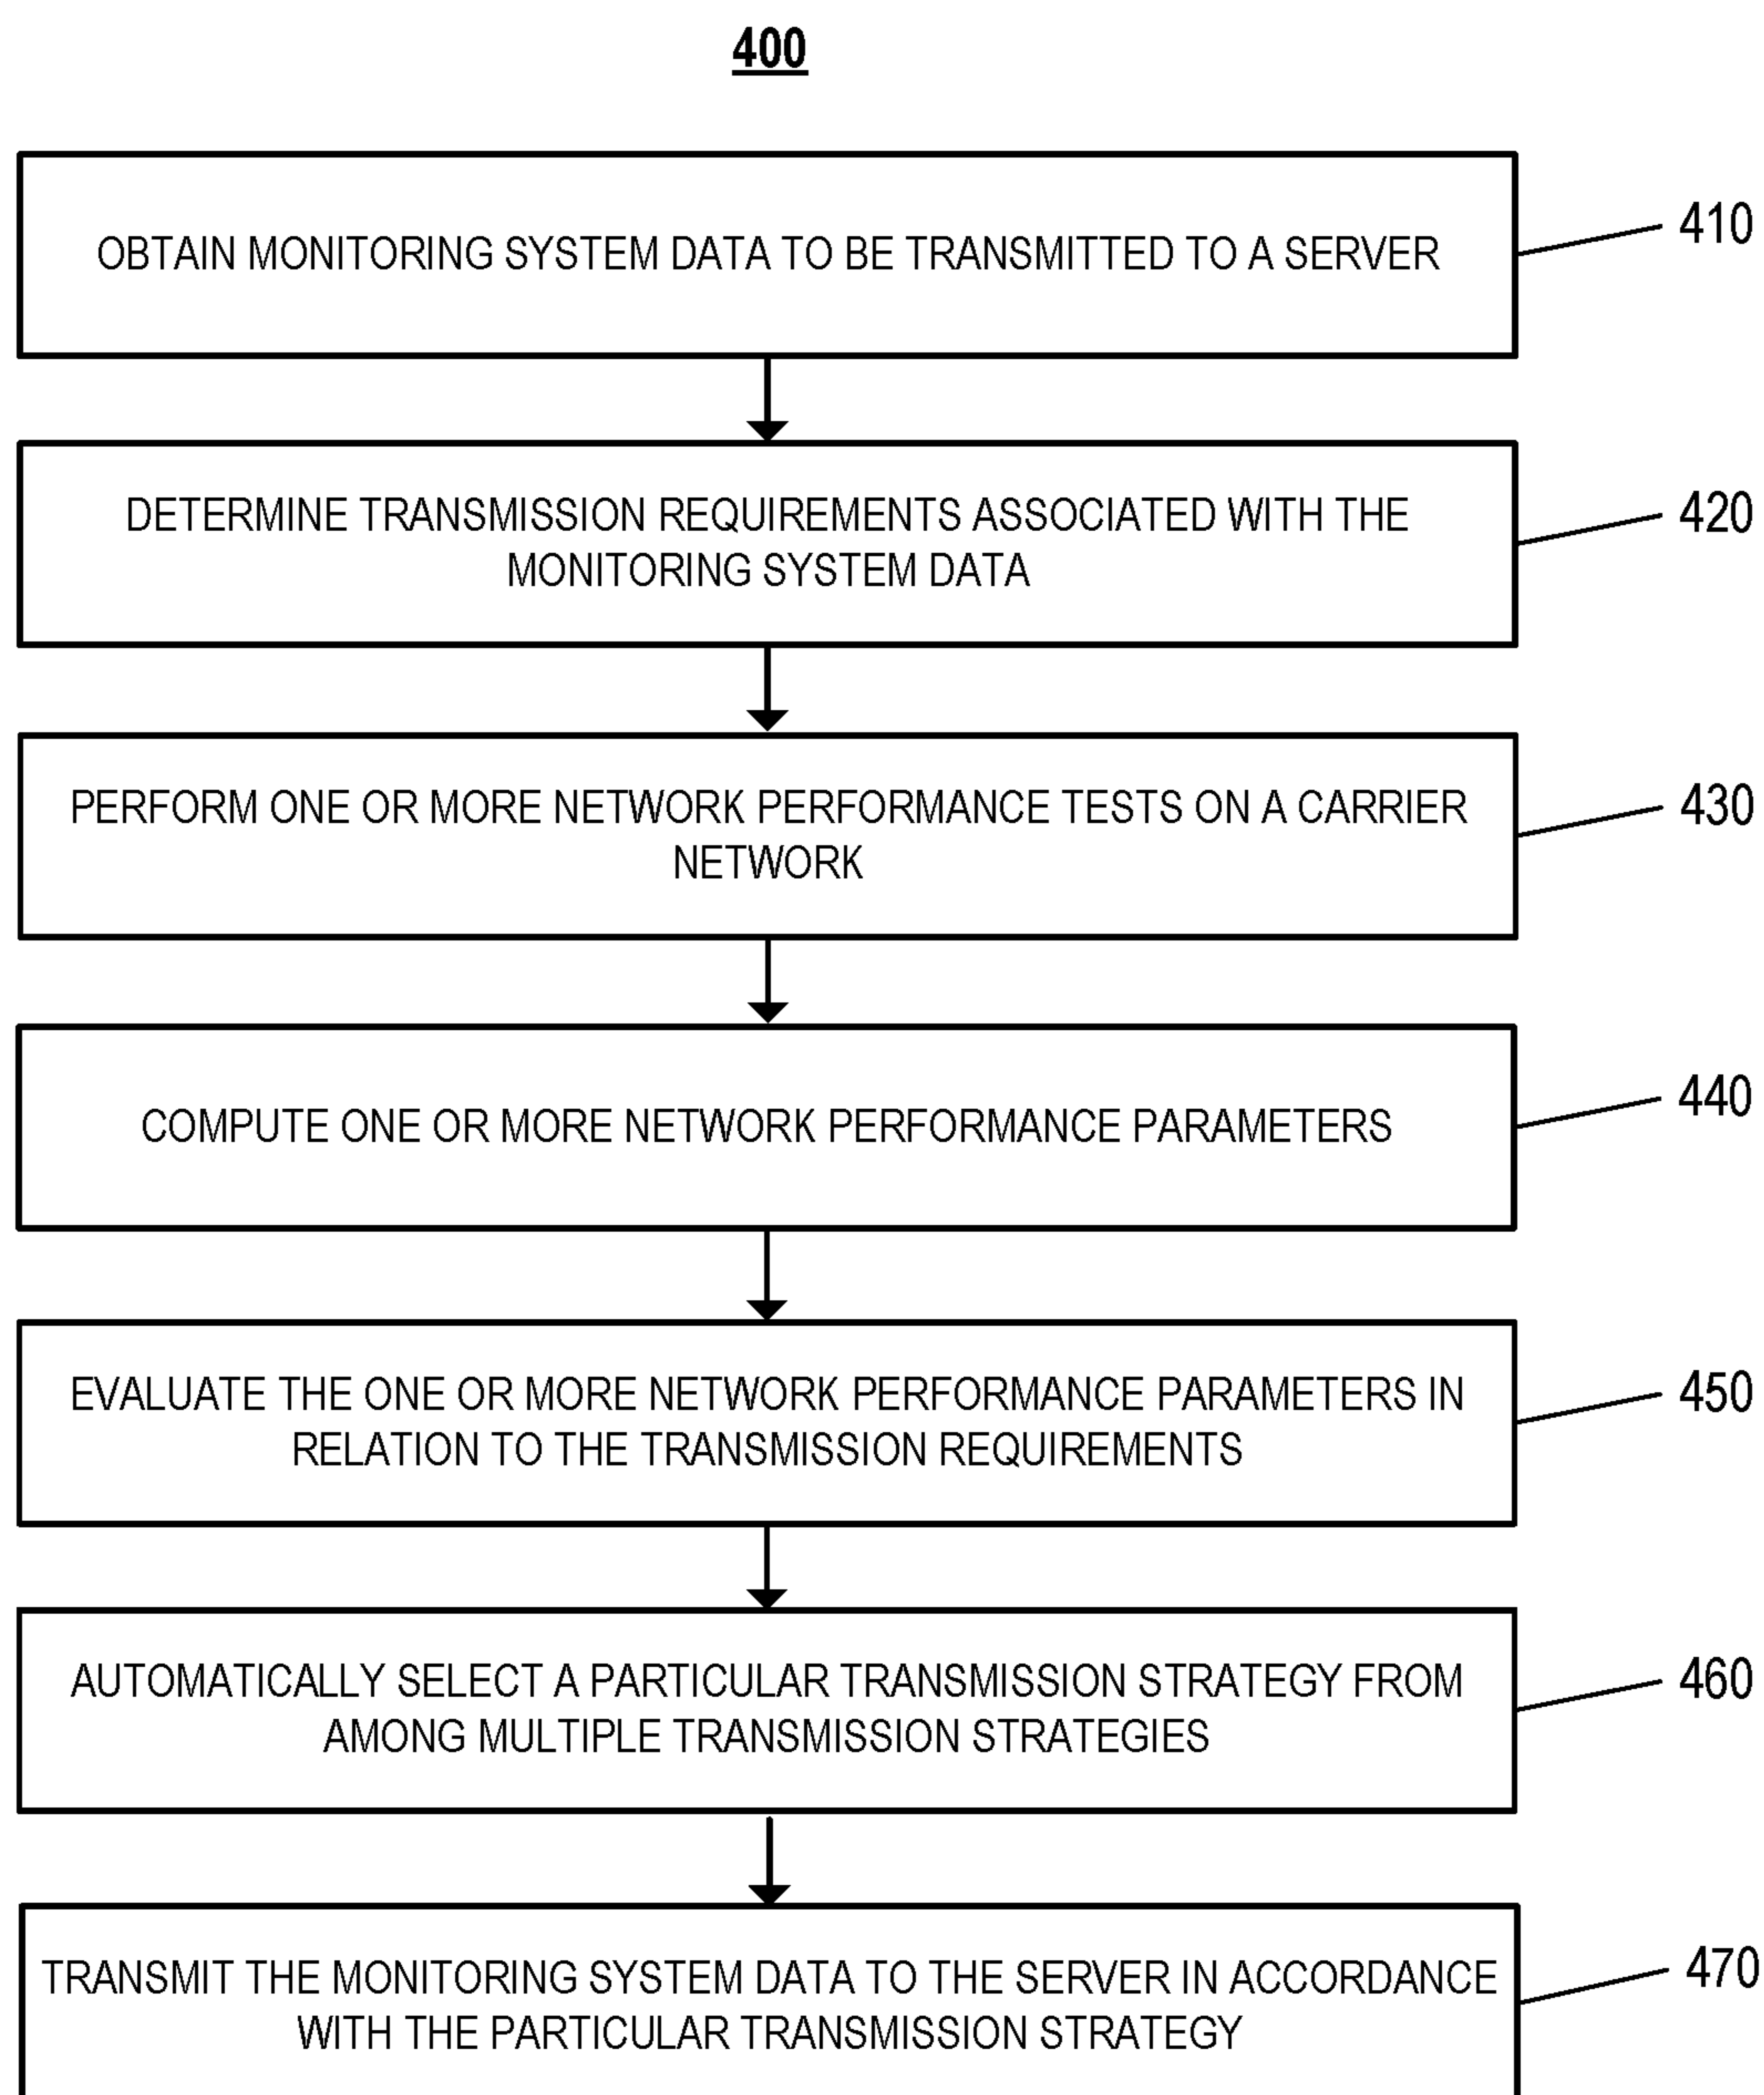 400
OBTAIN MONITORING SYSTEM DATA TO BE TRANSMITTED TO A SERVER
410
DETERMINE TRANSMISSION REQUIREMENTS ASSOCIATED WITH THE
MONITORING SYSTEM DATA
420
PERFORM ONE OR MORE NETWORK PERFORMANCE TESTS ON A CARRIER
NETWORK
430
COMPUTE ONE OR MORE NETWORK PERFORMANCE PARAMETERS
440
EVALUATE THE ONE OR MORE NETWORK PERFORMANCE PARAMETERS IN
RELATION TO THE TRANSMISSION REQUIREMENTS
450
AUTOMATICALLY SELECT A PARTICULAR TRANSMISSION STRATEGY FROM
AMONG MULTIPLE TRANSMISSION STRATEGIES
460
TRANSMIT THE MONITORING SYSTEM DATA TO THE SERVER IN ACCORDANCE
WITH THE PARTICULAR TRANSMISSION STRATEGY
470